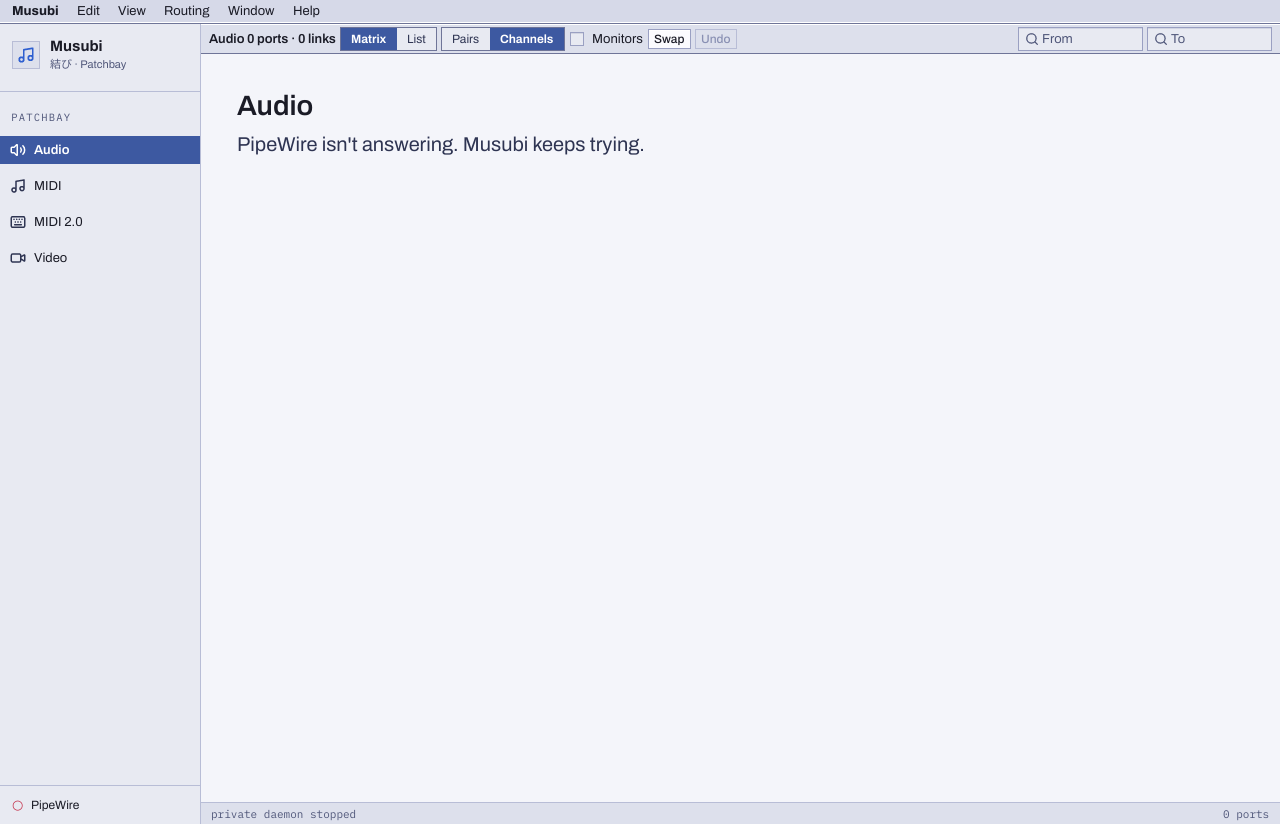 Musubi Edit View Routing Window Help
Musubi
結び · Patchbay
Audio 0 ports · 0 links Matrix List Pairs Channels Monitors Swap Undo From To
PATCHBAY
Audio
MIDI
MIDI 2.0
Video
Audio
PipeWire isn't answering. Musubi keeps trying.
PipeWire
private daemon stopped 0 ports